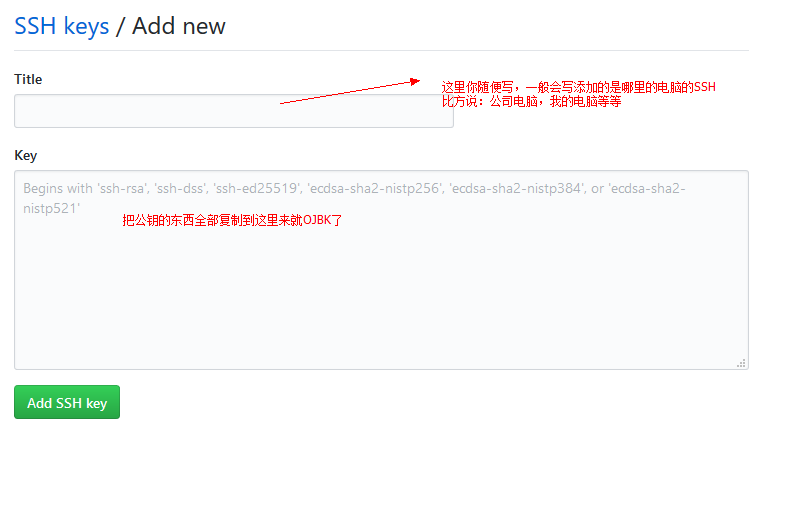 SSH keys / Add new
Title
这里你随便写，一般会写添加的是哪里的电脑的SSH
比方说：公司电脑，我的电脑等等
Key
Begins with 'ssh-rsa', 'ssh-dss', 'ssh-ed25519', 'ecdsa-sha2-nistp256', 'ecdsa-sha2-nistp384', or 'ecdsa-sha2-
nistp521'
把公钥的东西全部复制到这里来就OJBK了
Add SSH key